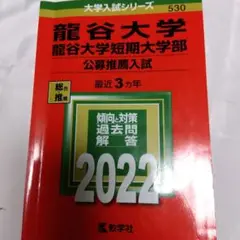 大学入試シリーズ
530
龍谷大学
龍谷大学短期大学部
公募推薦入試
最近3カ年
総合
推薦
傾向と対策
過去問
解答
2022
教学社